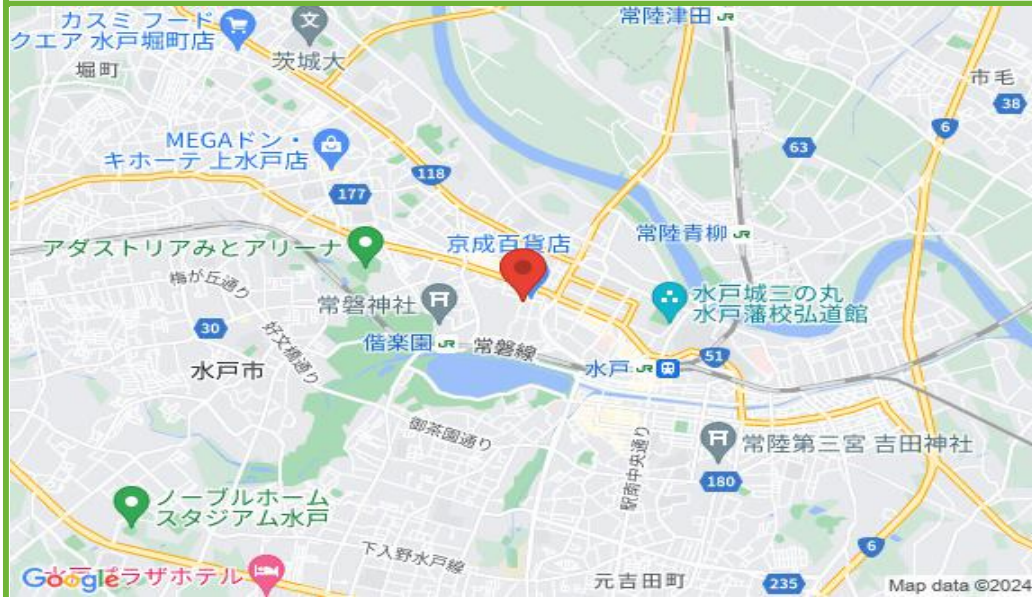 常陸津田
カスミ フード
クエア 水戸堀町店
茨城大
堀町
市毛
38
6
MEGAドン・
キホーテ 上水戸店
63
118
177
常陸青柳
京成百貨店
アダストリアみとアリーナ
梅が丘通り
水戸城三の丸
水戸藩校弘道館
常磐神社
30
好文橋通り
偕楽園
常磐線
51
水戸市
水戸
御茶園通り
駅南中央通り
常陸第三宮 吉田神社
180
ノーブルホーム
スタジアム水戸
下入野水戸線
6
プラザホテル
Google
元吉田町
235
Map data ©2024